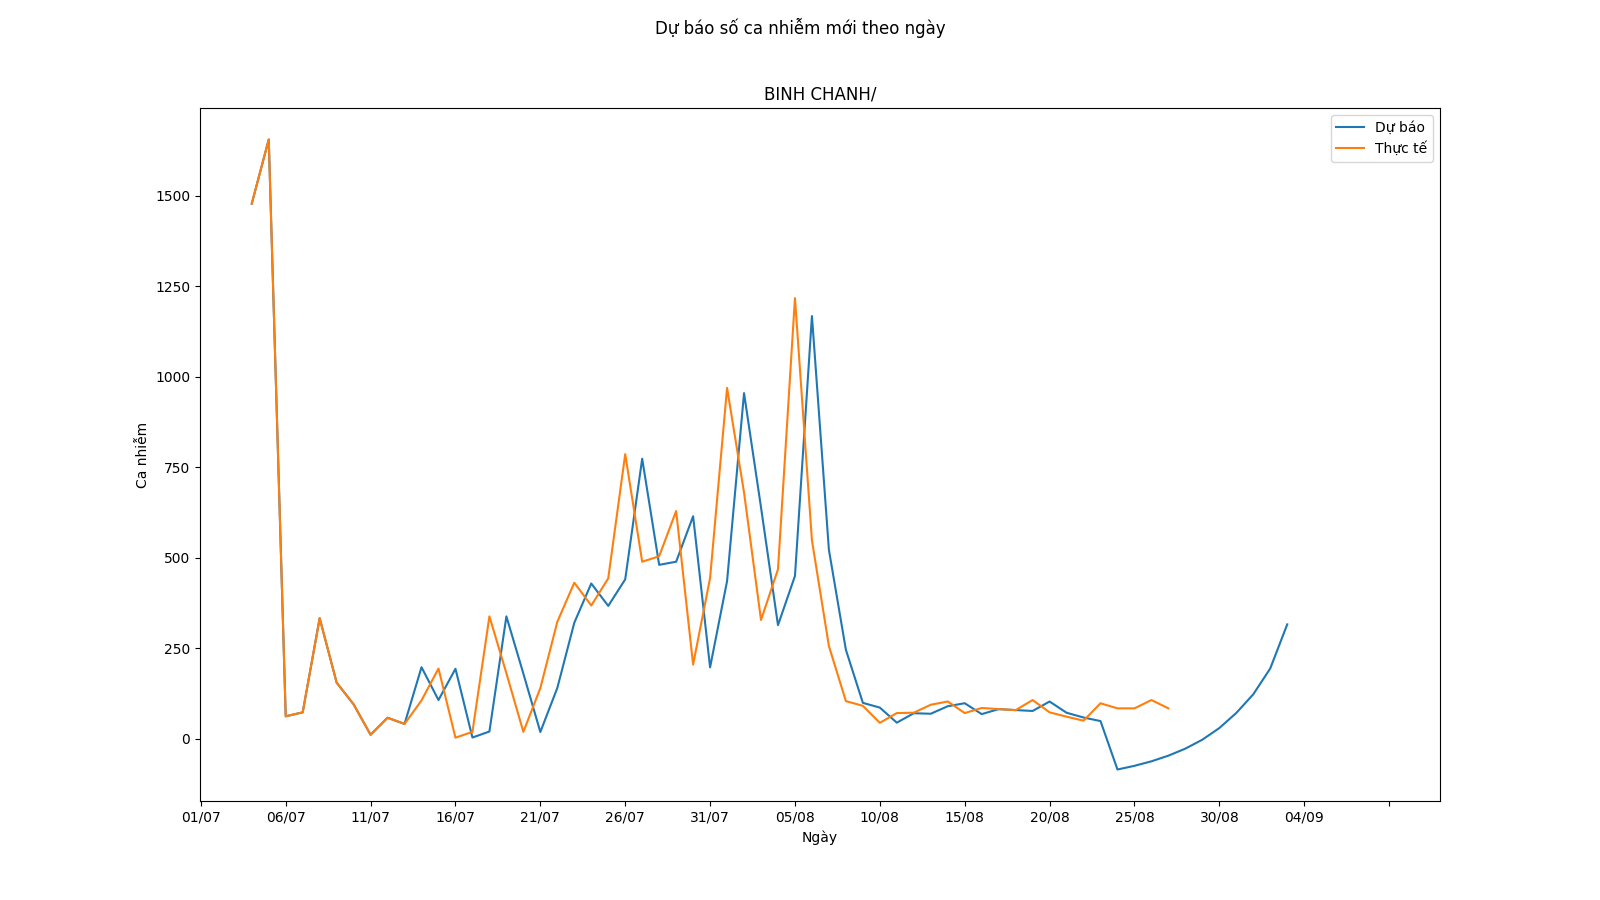 Dự báo số ca nhiễm mới theo ngày
BINH CHANH/
Dự báo
Thực tế
1500
1250
1000
750
500
250
0
Ca nhiễm
01/07 06/07 11/07 16/07 21/07 26/07 31/07 05/08 10/08 15/08 20/08 25/08 30/08 04/09
Ngày